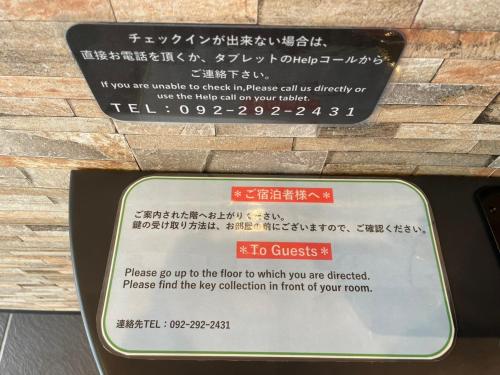 チェックインが出来ない場合は、
直接お電話を頂くか、タブレットのHelpコールから
ご連絡下さい。
If you are unable to check in,Please call us directly or
use the Help call on your tablet.
TEL:092-292-2431
＊ご宿泊者様へ＊
ご案内された階へお上がりください。
鍵の受け取り方法は、お部屋の前にございますので、ご確認ください。
＊To Guests＊
Please go up to the floor to which you are directed.
Please find the key collection in front of your room.
連絡先TEL：092-292-2431